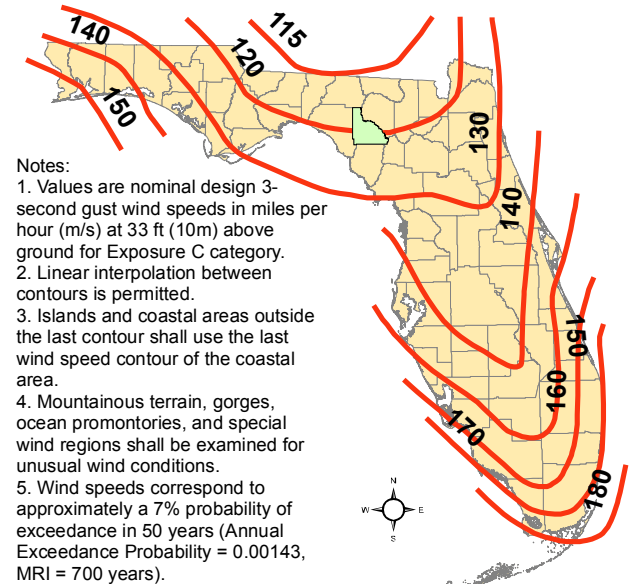 115
140
120
150
130
140
Notes:
1. Values are nominal design 3-
second gust wind speeds in miles per
hour (m/s) at 33 ft (10m) above
ground for Exposure C category.
2. Linear interpolation between
contours is permitted.
3. Islands and coastal areas outside
the last contour shall use the last
wind speed contour of the coastal
area.
4. Mountainous terrain, gorges,
ocean promontories, and special
wind regions shall be examined for
unusual wind conditions.
5. Wind speeds correspond to
approximately a 7% probability of
exceedance in 50 years (Annual
Exceedance Probability = 0.00143,
MRI = 700 years).
150
160
170
180
N
W
E
S